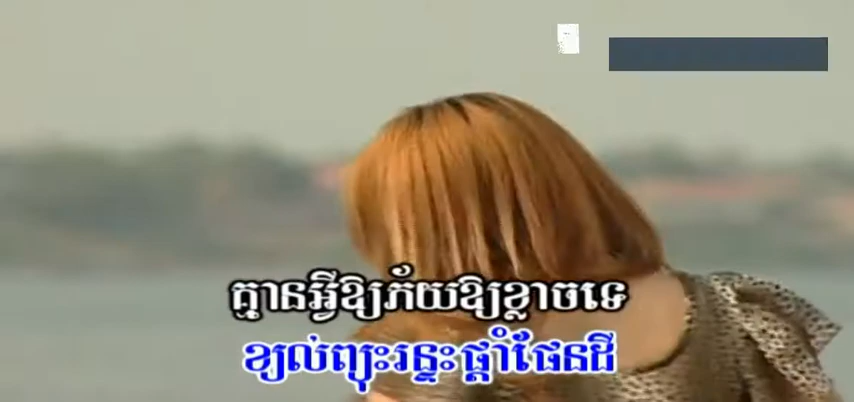 គ្មានអ្វីឱ្យភ័យឱ្យខ្លាចទេ
ខ្យល់ព្យុះរន្ទះផ្តាំផែនដី